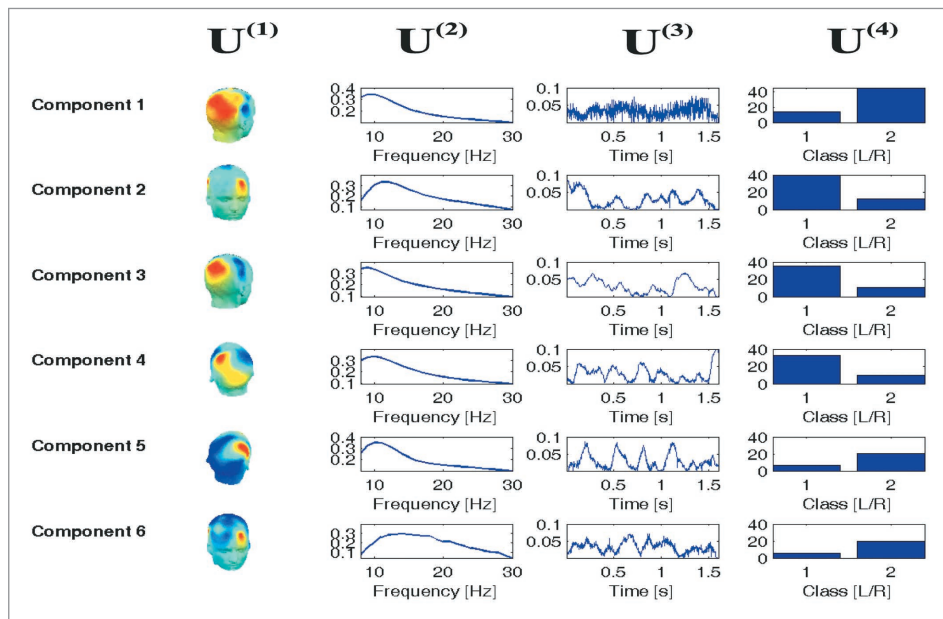 U(1) U(2) U(3) U(4)
Component 1
0.4
0.3
0.2
10 20 30
Frequency [Hz]
0.1
0.05
0.5 1 1.5
Time [s]
40
20
0
1 2
Class [L/R]
Component 2
0.3
0.2
0.1
10 20 30
Frequency [Hz]
0.1
0.05
0.5 1 1.5
Time [s]
40
20
0
1 2
Class [L/R]
Component 3
0.3
0.2
0.1
10 20 30
Frequency [Hz]
0.1
0.05
0.5 1 1.5
Time [s]
40
20
0
1 2
Class [L/R]
Component 4
0.3
0.2
0.1
10 20 30
Frequency [Hz]
0.1
0.05
0.5 1 1.5
Time [s]
40
20
0
1 2
Class [L/R]
Component 5
0.4
0.3
0.2
10 20 30
Frequency [Hz]
0.1
0.05
0.5 1 1.5
Time [s]
40
20
0
1 2
Class [L/R]
Component 6
0.3
0.2
0.1
10 20 30
Frequency [Hz]
0.1
0.05
0.5 1 1.5
Time [s]
40
20
0
1 2
Class [L/R]